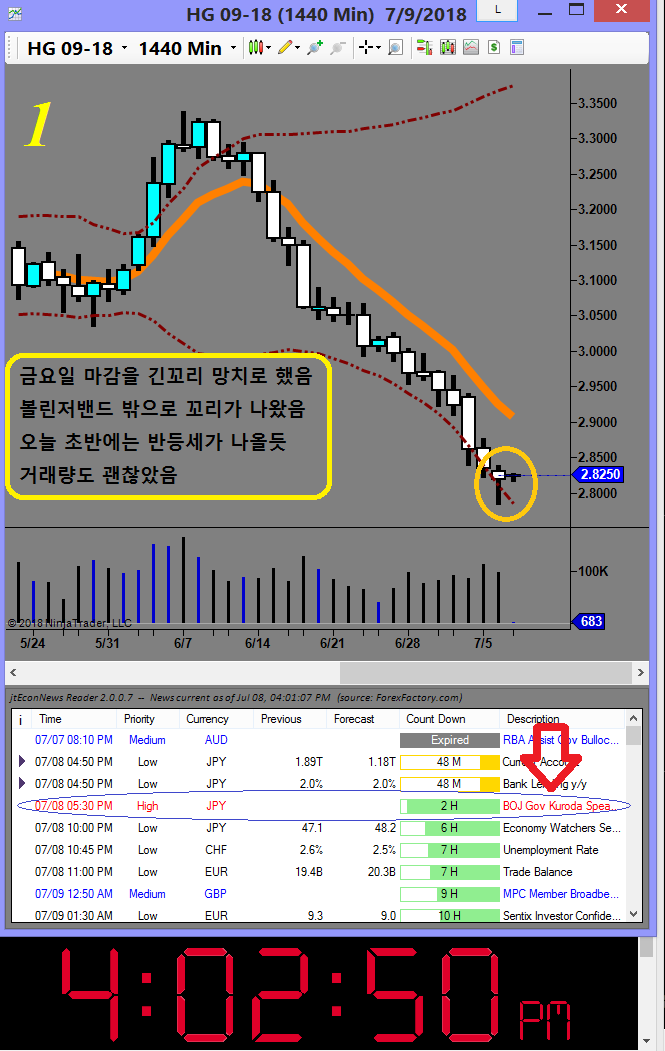 HG 09-18 (1440 Min) 7/9/2018
L
HG 09-18 1440 Min
1
3.3500
3.3000
3.2500
3.2000
3.1500
3.1000
3.0500
3.0000
2.9500
2.9000
2.8500
2.8250
2.8000
금요일 마감을 긴꼬리 망치로 했음
볼린저밴드 밖으로 꼬리가 나왔음
오늘 초반에는 반등세가 나올듯
거래량도 괜찮았음
100K
683
© 2018 NinjaTrader, LLC
5/24 5/31 6/7 6/14 6/21 6/28 7/5
jtEconNews Reader 2.0.0.7 -- News current as of Jul 08, 04:01:07 PM (source: ForexFactory.com)
i Time Priority Currency Previous Forecast Count Down Description
07/07 08:10 PM Medium AUD Expired RBA Assist Gov Bulloc...
07/08 04:50 PM Low JPY 1.89T 1.18T 48 M Current Account
07/08 04:50 PM Low JPY 2.0% 2.0% 48 M Bank Lending y/y
07/08 05:30 PM High JPY 2 H BOJ Gov Kuroda Spea...
07/08 10:00 PM Low JPY 47.1 48.2 6 H Economy Watchers Se...
07/08 10:45 PM Low CHF 2.6% 2.5% 7 H Unemployment Rate
07/08 11:00 PM Low EUR 19.4B 20.3B 7 H Trade Balance
07/09 12:50 AM Medium GBP 9 H MPC Member Broadbe...
07/09 01:30 AM Low EUR 9.3 9.0 10 H Sentix Investor Confide...
4:02:50 PM